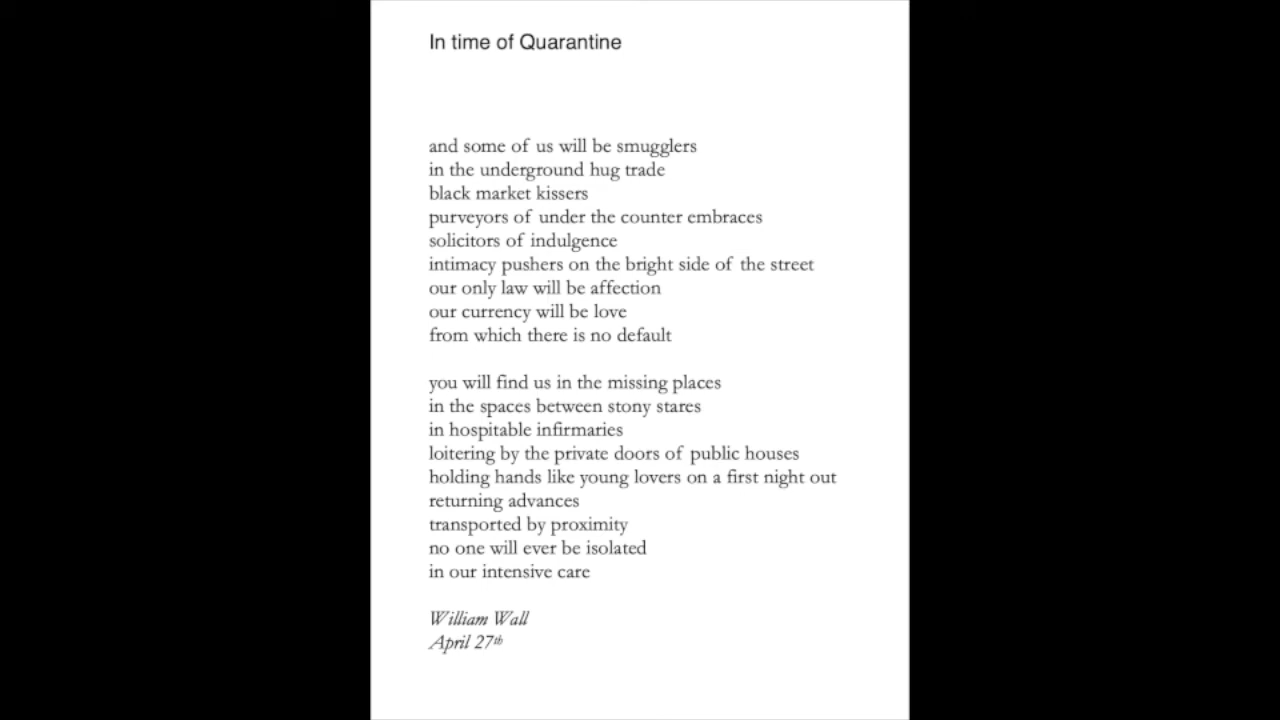 In time of Quarantine
and some of us will be smugglers
in the underground hug trade
black market kissers
purveyors of under the counter embraces
solicitors of indulgence
intimacy pushers on the bright side of the street
our only law will be affection
our currency will be love
from which there is no default
you will find us in the missing places
in the spaces between stony stares
in hospitable infirmaries
loitering by the private doors of public houses
holding hands like young lovers on a first night out
returning advances
transported by proximity
no one will ever be isolated
in our intensive care
William Wall
April 27th